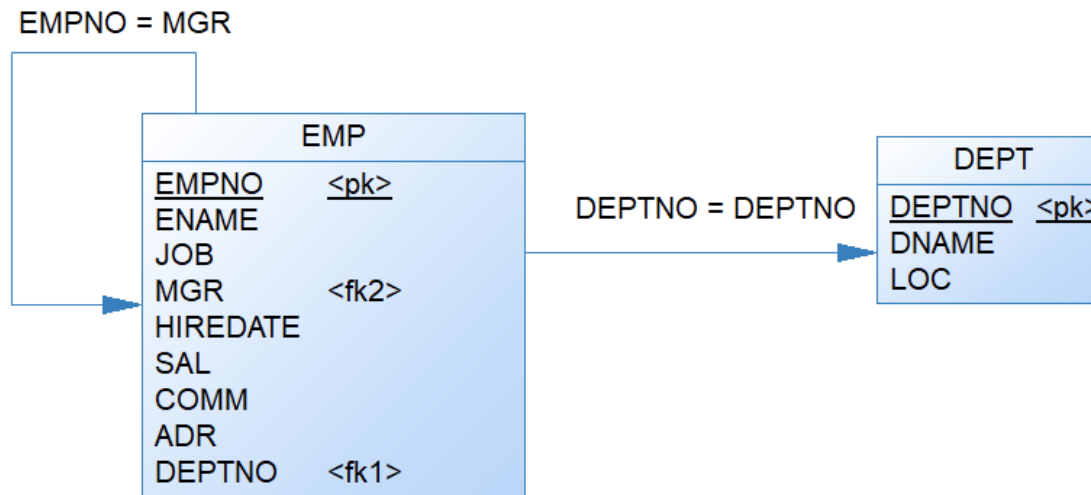 EMPNO = MGR
EMP
EMPNO <pk>
ENAME
JOB
MGR <fk2>
HIREDATE
SAL
COMM
ADR
DEPTNO <fk1>
DEPTNO = DEPTNO
DEPT
DEPTNO <pk>
DNAME
LOC